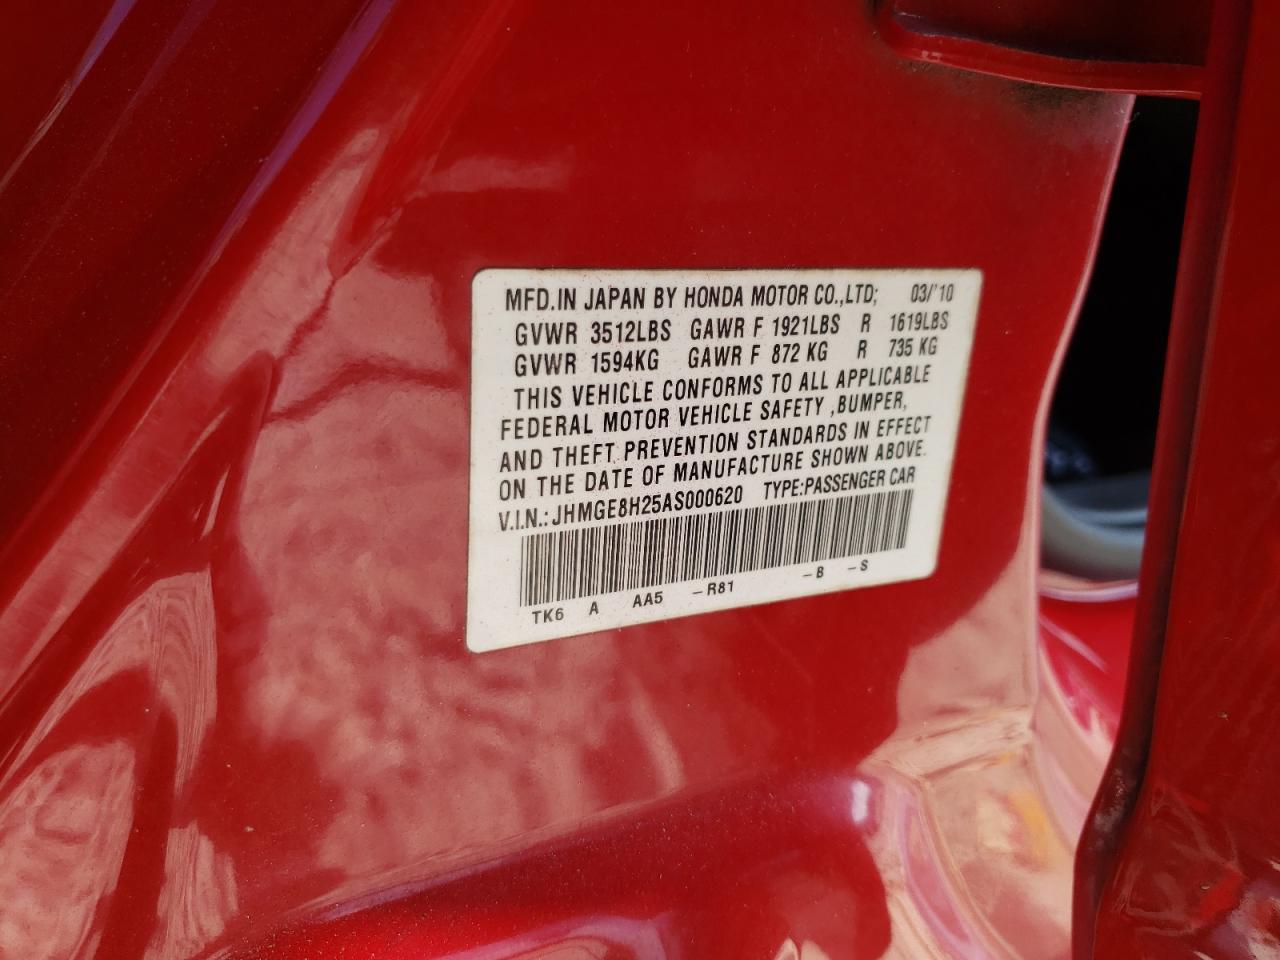 MFD.IN JAPAN BY HONDA MOTOR CO.,LTD; 03/'10
GVWR 3512LBS GAWR F 1921LBS R 1619LBS
GVWR 1594KG GAWR F 872 KG R 735 KG
THIS VEHICLE CONFORMS TO ALL APPLICABLE
FEDERAL MOTOR VEHICLE SAFETY ,BUMPER,
AND THEFT PREVENTION STANDARDS IN EFFECT
ON THE DATE OF MANUFACTURE SHOWN ABOVE.
V.I.N.: JHMGE8H25AS000620 TYPE:PASSENGER CAR
TK6 A AA5 –R81 –B –S